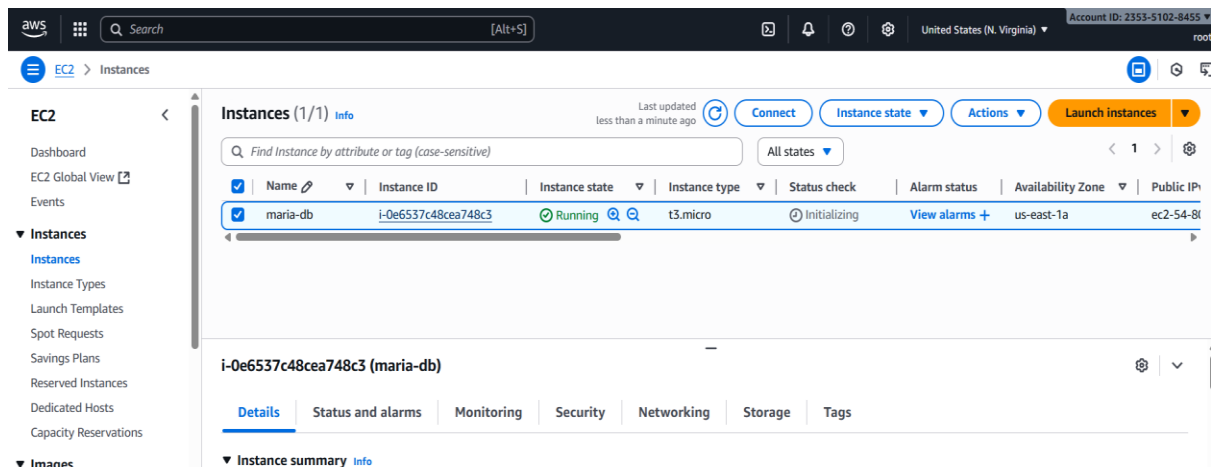 aws Search [Alt+S] United States (N. Virginia) Account ID: 2353-5102-8455
root
EC2 > Instances
EC2
Dashboard
EC2 Global View
Events
Instances
Instances
Instance Types
Launch Templates
Spot Requests
Savings Plans
Reserved Instances
Dedicated Hosts
Capacity Reservations
Images
Instances (1/1) Info
Last updated
less than a minute ago
Connect Instance state Actions Launch instances
Find Instance by attribute or tag (case-sensitive) All states 1
Name Instance ID Instance state Instance type Status check Alarm status Availability Zone Public IPv
maria-db i-0e6537c48cea748c3 Running t3.micro Initializing View alarms + us-east-1a ec2-54-80
i-0e6537c48cea748c3 (maria-db)
Details Status and alarms Monitoring Security Networking Storage Tags
Instance summary Info